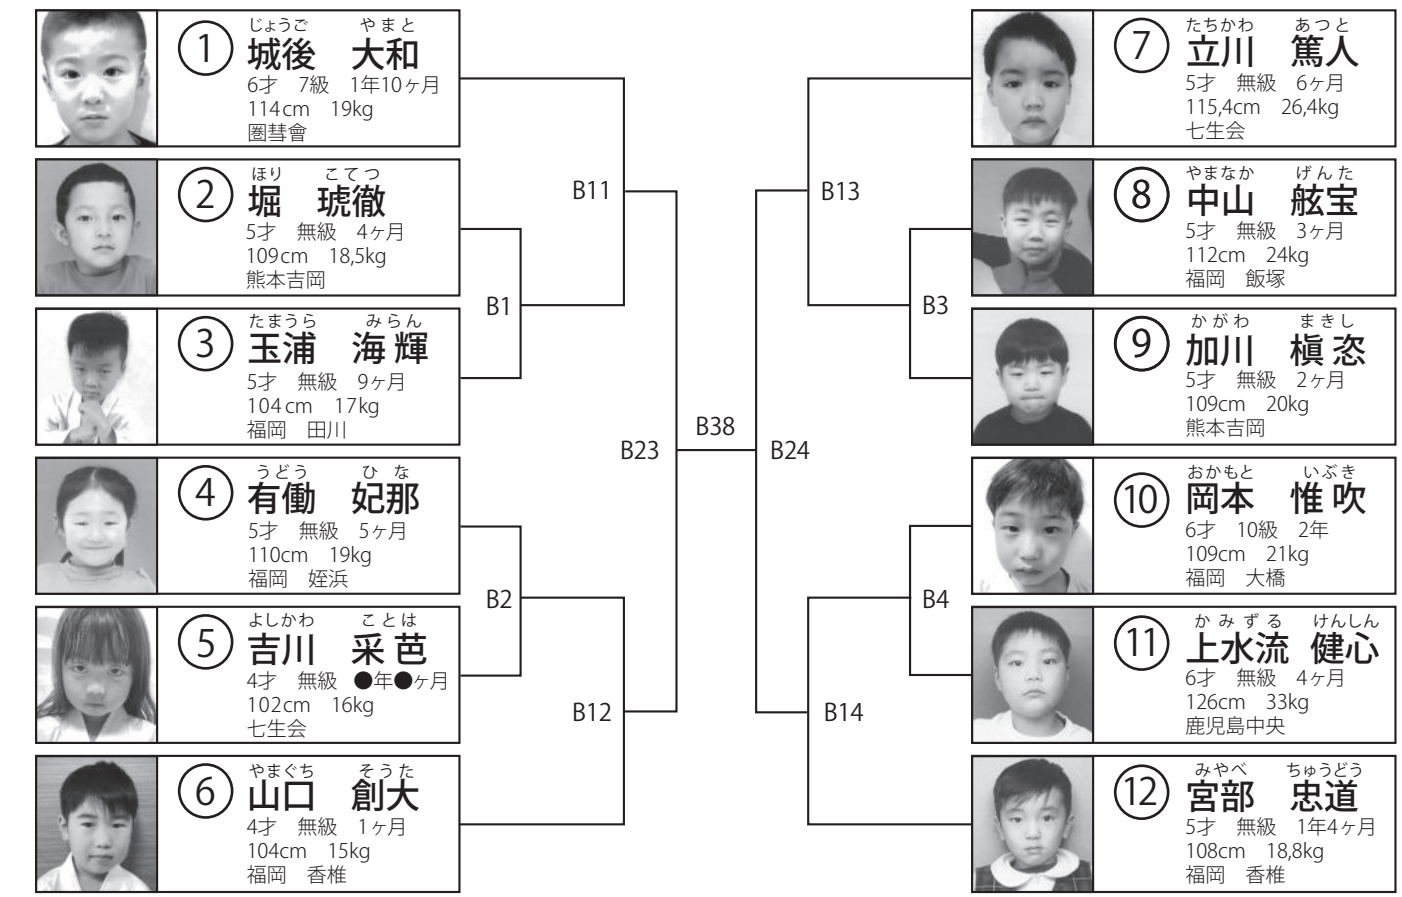 ①
じょうご やまと
城後 大和
6才 7級 1年10ヶ月
114cm 19kg
圏彗會
②
ほり こてつ
堀 琥徹
5才 無級 4ヶ月
109cm 18,5kg
熊本吉岡
③
たまうら みらん
玉浦 海輝
5才 無級 9ヶ月
104cm 17kg
福岡 田川
④
うどう ひな
有働 妃那
5才 無級 5ヶ月
110cm 19kg
福岡 姪浜
⑤
よしかわ ことは
吉川 采芭
4才 無級 ●年●ヶ月
102cm 16kg
七生会
⑥
やまぐち そうた
山口 創大
4才 無級 1ヶ月
104cm 15kg
福岡 香椎
B11
B1
B2
B12
B23
B38
B24
B13
B3
B4
B14
⑦
たちかわ あつと
立川 篤人
5才 無級 6ヶ月
115,4cm 26,4kg
七生会
⑧
やまなか げんた
中山 舷宝
5才 無級 3ヶ月
112cm 24kg
福岡 飯塚
⑨
かがわ まきし
加川 槇恣
5才 無級 2ヶ月
109cm 20kg
熊本吉岡
⑩
おかもと いぶき
岡本 惟吹
6才 10級 2年
109cm 21kg
福岡 大橋
⑪
かみずる けんしん
上水流 健心
6才 無級 4ヶ月
126cm 33kg
鹿児島中央
⑫
みやべ ちゅうどう
宮部 忠道
5才 無級 1年4ヶ月
108cm 18,8kg
福岡 香椎